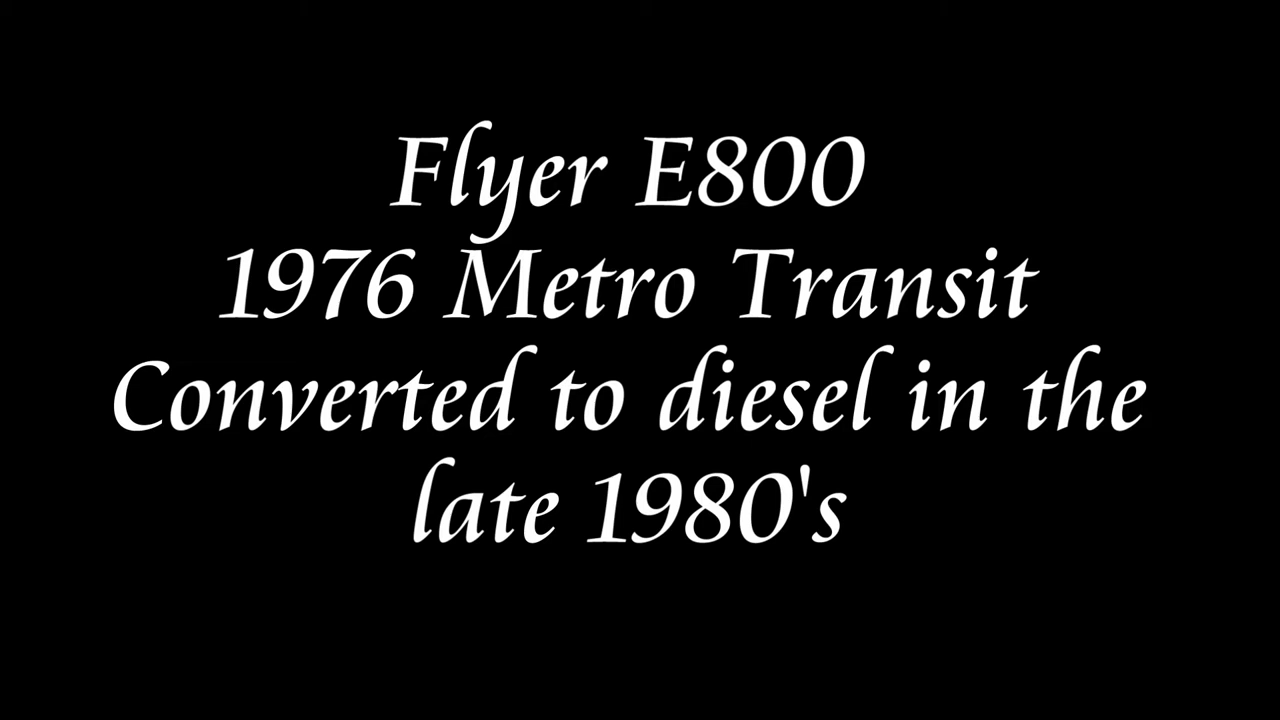 Flyer E800
1976 Metro Transit
Converted to diesel in the
late 1980's